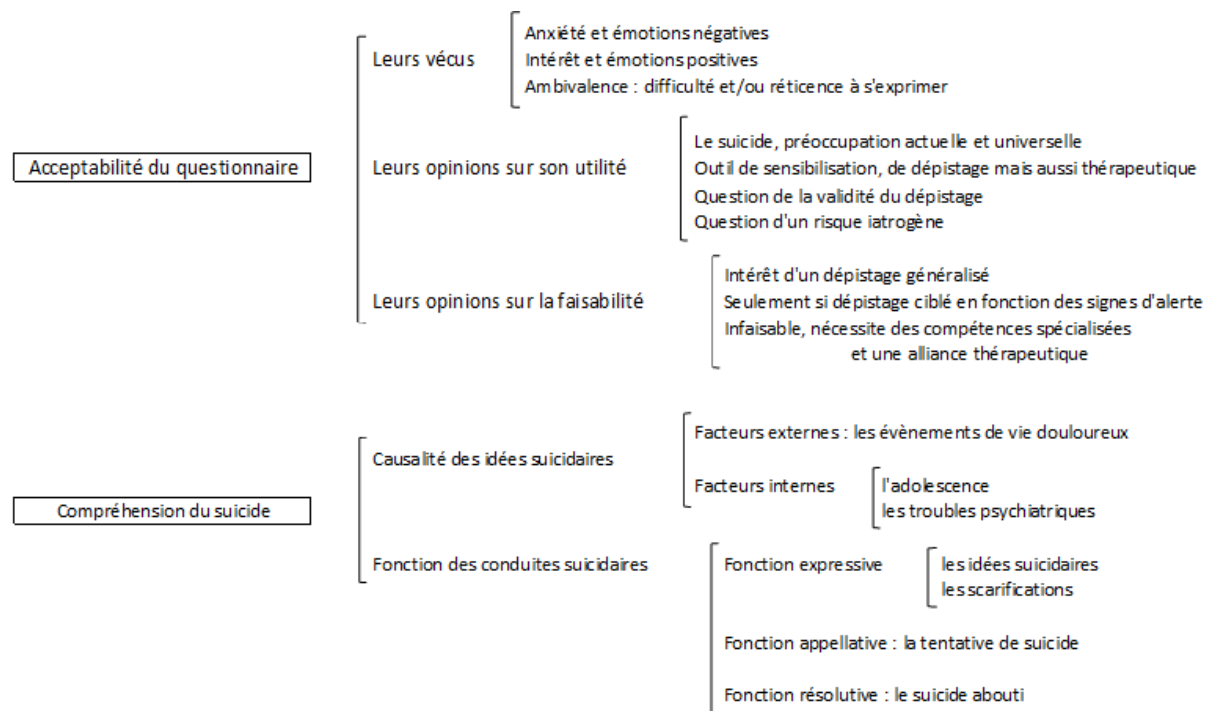 Anxiété et émotions négatives
Leurs vécus
Intérêt et émotions positives
Ambivalence : difficulté et/ou réticence à s'exprimer
Le suicide, préoccupation actuelle et universelle
Acceptabilité du questionnaire
Leurs opinions sur son utilité
Outil de sensibilisation, de dépistage mais aussi thérapeutique
Question de la validité du dépistage
Question d'un risque iatrogène
Intérêt d'un dépistage généralisé
Leurs opinions sur la faisabilité
Seulement si dépistage ciblé en fonction des signes d'alerte
Infaisable, nécessite des compétences spécialisées
et une alliance thérapeutique
Facteurs externes : les évènements de vie douloureux
Causalité des idées suicidaires
Facteurs internes
l'adolescence
Compréhension du suicide
les troubles psychiatriques
Fonction des conduites suicidaires
Fonction expressive
les idées suicidaires
les scarifications
Fonction appellative : la tentative de suicide
Fonction résolutive : le suicide abouti